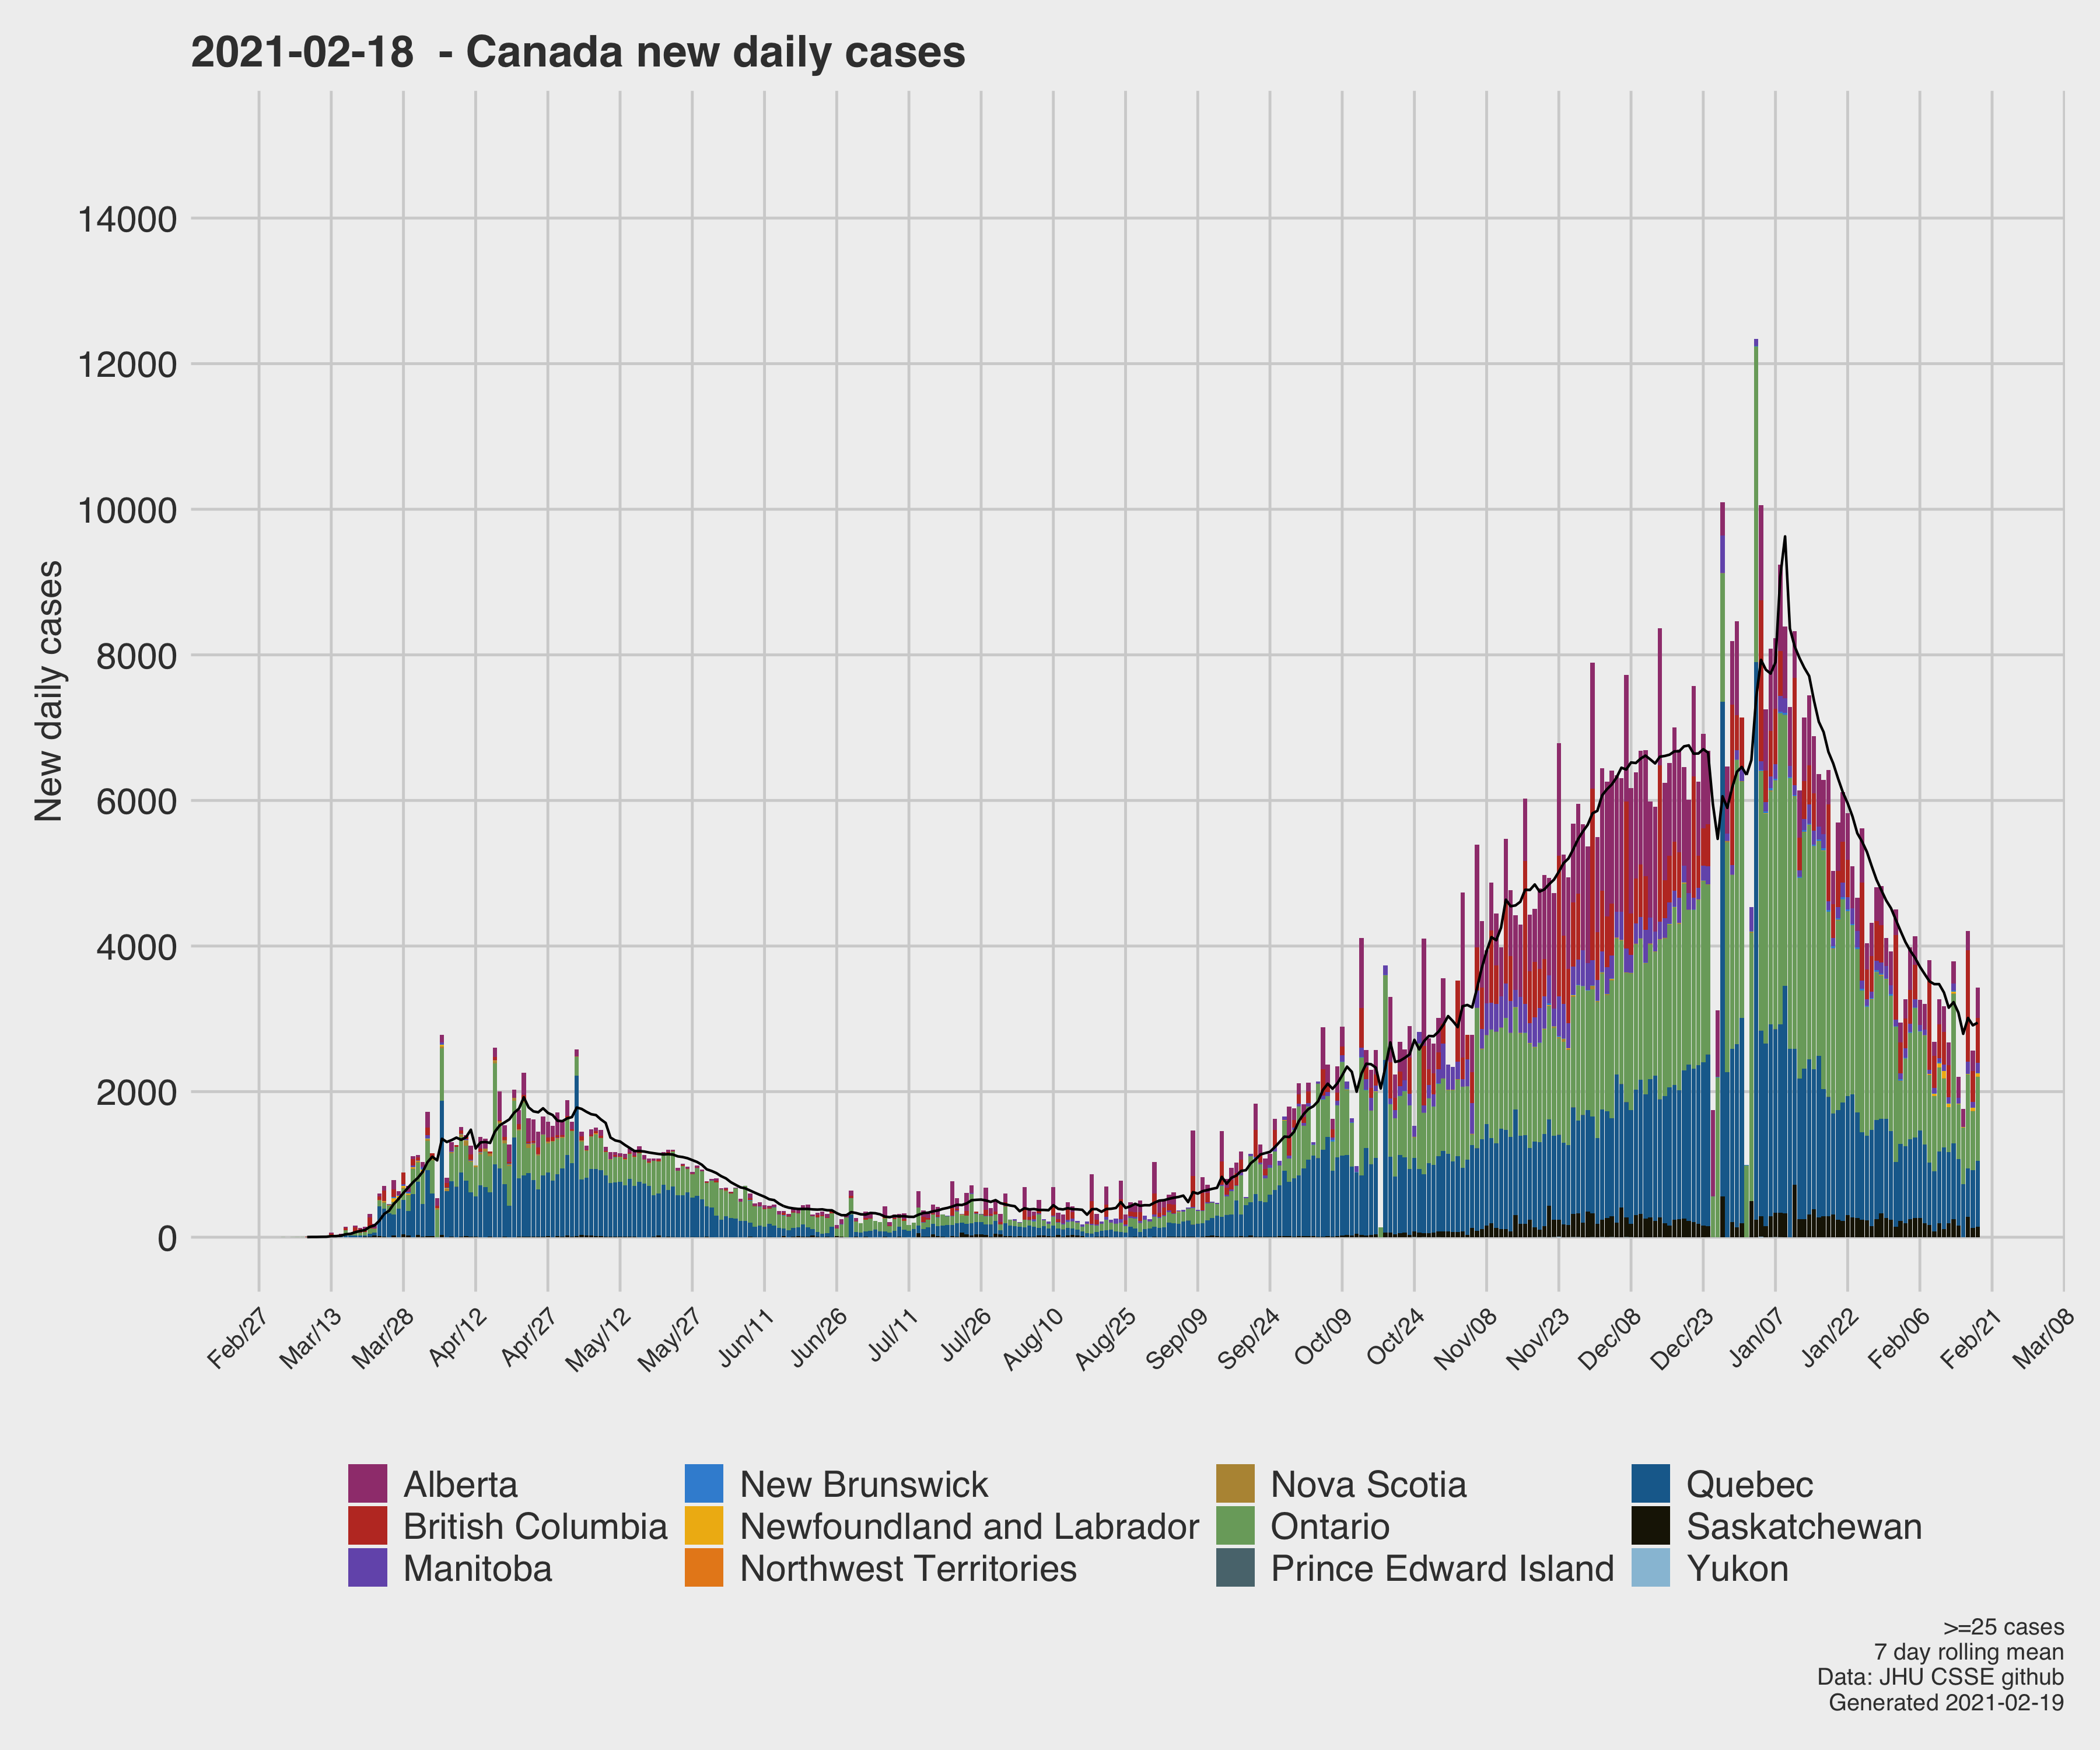 2021-02-18 - Canada new daily cases
New daily cases
14000
12000
10000
8000
6000
4000
2000
0
Feb/27 Mar/13 Mar/28 Apr/12 Apr/27 May/12 May/27 Jun/11 Jun/26 Jul/11 Jul/26 Aug/10 Aug/25 Sep/09 Sep/24 Oct/09 Oct/24 Nov/08 Nov/23 Dec/08 Dec/23 Jan/07 Jan/22 Feb/06 Feb/21 Mar/08
Alberta New Brunswick Nova Scotia Quebec
British Columbia Newfoundland and Labrador Ontario Saskatchewan
Manitoba Northwest Territories Prince Edward Island Yukon
>=25 cases
7 day rolling mean
Data: JHU CSSE github
Generated 2021-02-19